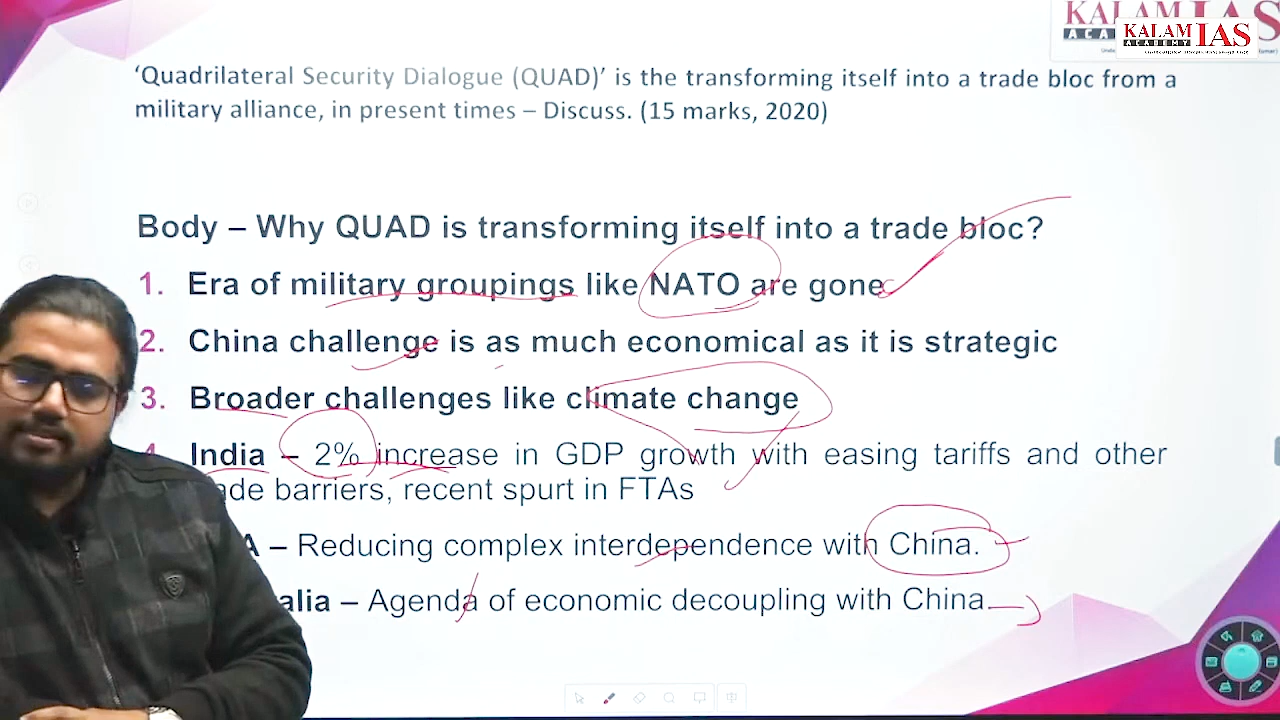 KALAM IAS
ACADEMY
‘Quadrilateral Security Dialogue (QUAD)’ is the transforming itself into a trade bloc from a
military alliance, in present times – Discuss. (15 marks, 2020)
Body – Why QUAD is transforming itself into a trade bloc?
1. Era of military groupings like NATO are gone
2. China challenge is as much economical as it is strategic
3. Broader challenges like climate change
4. India – 2% increase in GDP growth with easing tariffs and other
ade barriers, recent spurt in FTAs
A – Reducing complex interdependence with China.
alia – Agenda of economic decoupling with China.